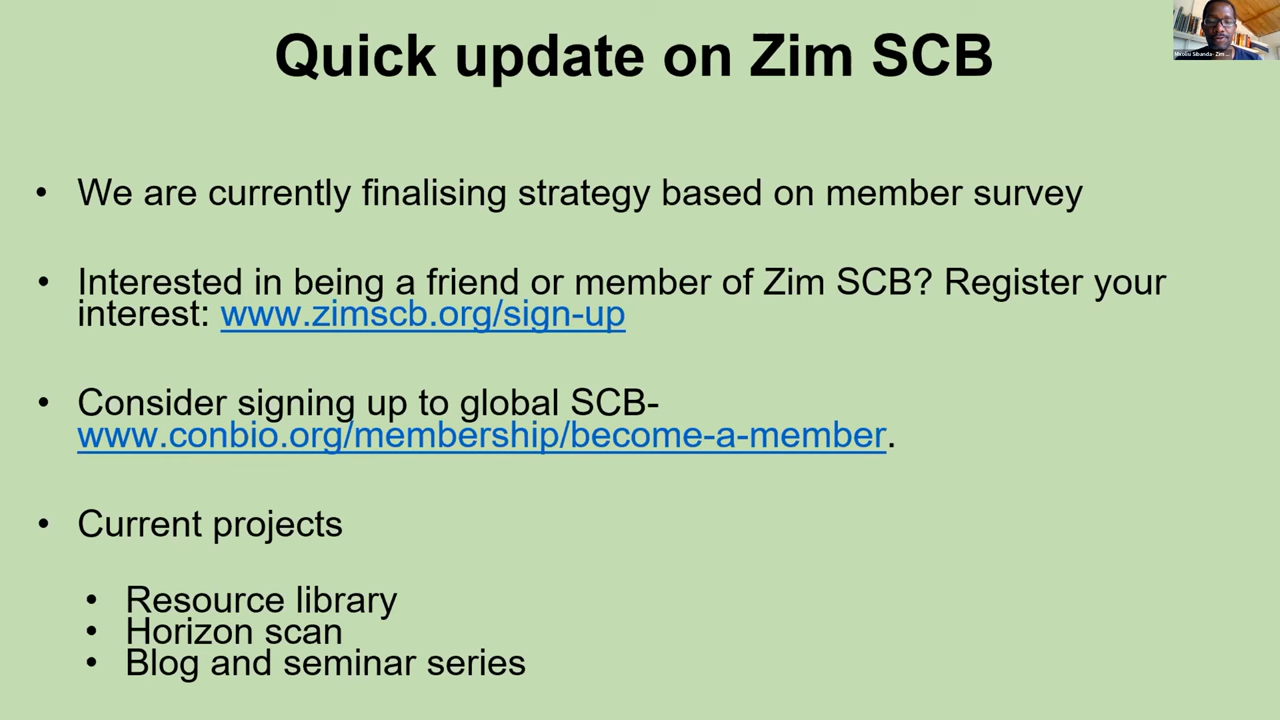 Quick update on Zim SCB
• We are currently finalising strategy based on member survey
• Interested in being a friend or member of Zim SCB? Register your
interest: www.zimscb.org/sign-up
• Consider signing up to global SCB-
www.conbio.org/membership/become-a-member.
• Current projects
• Resource library
• Horizon scan
• Blog and seminar series
Sibanda- Zim ...